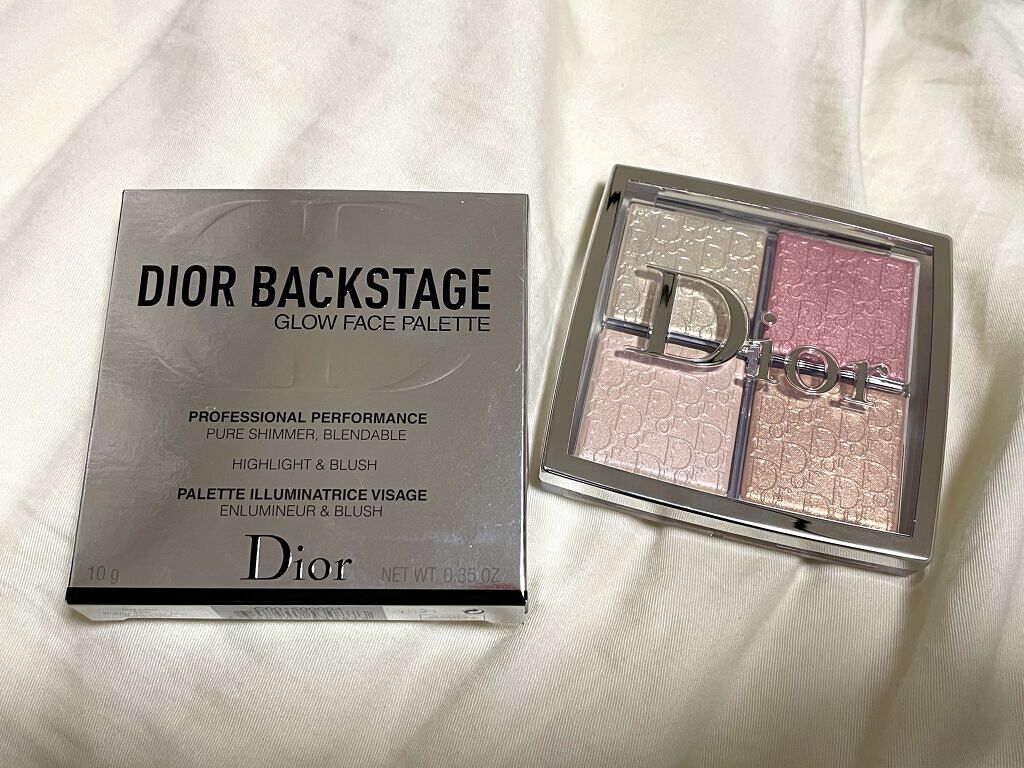 DIOR BACKSTAGE
GLOW FACE PALETTE
PROFESSIONAL PERFORMANCE
PURE SHIMMER, BLENDABLE
HIGHLIGHT & BLUSH
PALETTE ILLUMINATRICE VISAGE
ENLUMINEUR & BLUSH
Dior
10 g
NET WT. 0.35 OZ
Dior